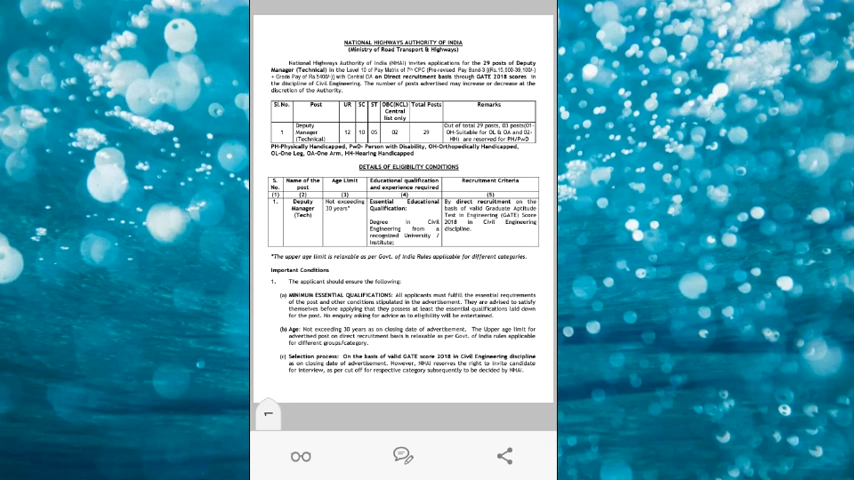 NATIONAL HIGHWAYS AUTHORITY OF INDIA
(Ministry of Road Transport & Highways)
National Highways Authority of India (NHAI) invites applications for the 29 posts of Deputy
Manager (Technical) in the Level 10 of Pay Matrix of 7th CPC (Pre-revised Pay Band-3 [(Rs.15,600-39,100/-)
+ Grade Pay of Rs.5400/-)] with Central DA on Direct recruitment basis through GATE 2018 scores in
the discipline of Civil Engineering. The number of posts advertised may increase or decrease at the
discretion of the Authority.
Sl.No. Post UR SC ST OBC(NCL) Central list only Total Posts Remarks
1 Deputy Manager (Technical) 12 10 05 02 29 Out of total 29 posts, 03 posts(01-OH-Suitable for OL & OA and 02-HH) are reserved for PH/PwD
PH-Physically Handicapped, PwD- Person with Disability, OH-Orthopedically Handicapped,
OL-One Leg, OA-One Arm, HH-Hearing Handicapped
DETAILS OF ELIGIBILITY CONDITIONS
S. No. Name of the post Age Limit Educational qualification and experience required Recruitment Criteria
(1) (2) (3) (4) (5)
1. Deputy Manager (Tech) Not exceeding 30 years* Essential Educational Qualification: Degree in Civil Engineering from a recognized University / Institute; By direct recruitment on the basis of valid Graduate Aptitude Test in Engineering (GATE) Score 2018 in Civil Engineering discipline.
*The upper age limit is relaxable as per Govt. of India Rules applicable for different categories.
Important Conditions
1. The applicant should ensure the following:
(a) MINIMUM ESSENTIAL QUALIFICATIONS: All applicants must fulfill the essential requirements
of the post and other conditions stipulated in the advertisement. They are advised to satisfy
themselves before applying that they possess at least the essential qualifications laid down
for the post. No enquiry asking for advice as to eligibility will be entertained.
(b) Age: Not exceeding 30 years as on closing date of advertisement. The Upper age limit for
advertised post on direct recruitment basis is relaxable as per Govt. of India rules applicable
for different groups/category.
(c) Selection process: On the basis of valid GATE score 2018 in Civil Engineering discipline
as on closing date of advertisement. However, NHAI reserves the right to invite candidate
for interview, as per cut off for respective category subsequently to be decided by NHAI.
1